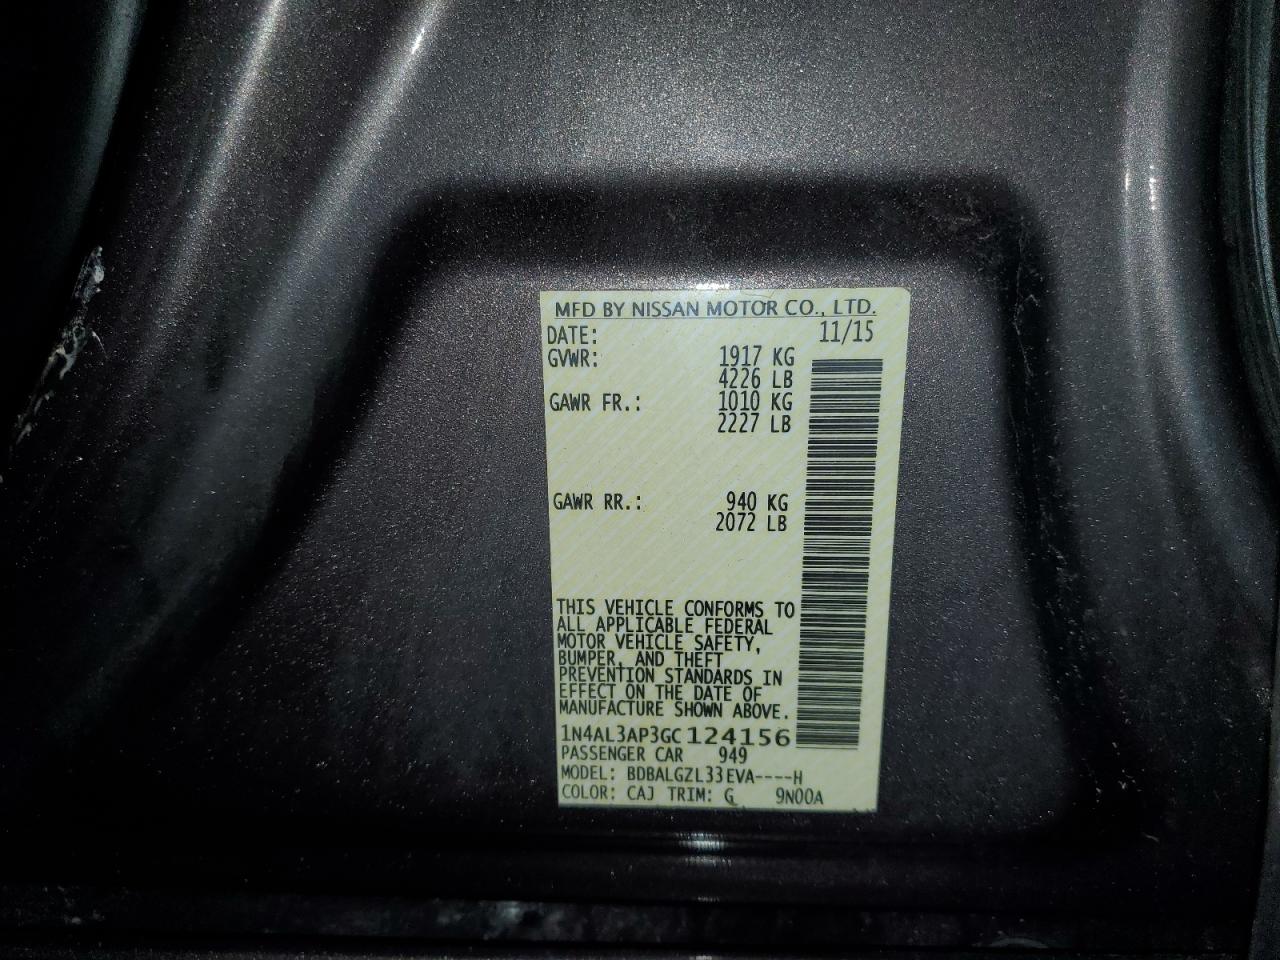 MFD BY NISSAN MOTOR CO., LTD.
DATE: 11/15
GVWR: 1917 KG
4226 LB
GAWR FR.: 1010 KG
2227 LB
GAWR RR.: 940 KG
2072 LB
THIS VEHICLE CONFORMS TO
ALL APPLICABLE FEDERAL
MOTOR VEHICLE SAFETY,
BUMPER, AND THEFT
PREVENTION STANDARDS IN
EFFECT ON THE DATE OF
MANUFACTURE SHOWN ABOVE.
1N4AL3AP3GC124156
PASSENGER CAR 949
MODEL: BDBALGZL33EVA----H
COLOR: CAJ TRIM: G 9N00A